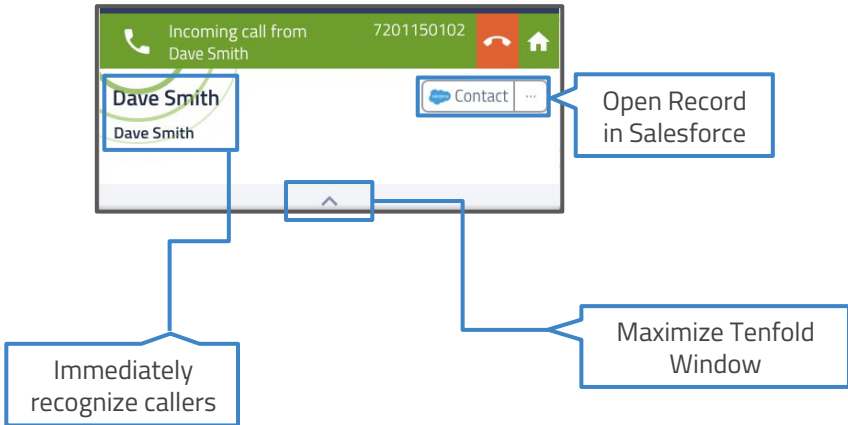 Incoming call from
Dave Smith
7201150102
Dave Smith
Dave Smith
Contact
...
Open Record
in Salesforce
Maximize Tenfold
Window
Immediately
recognize callers